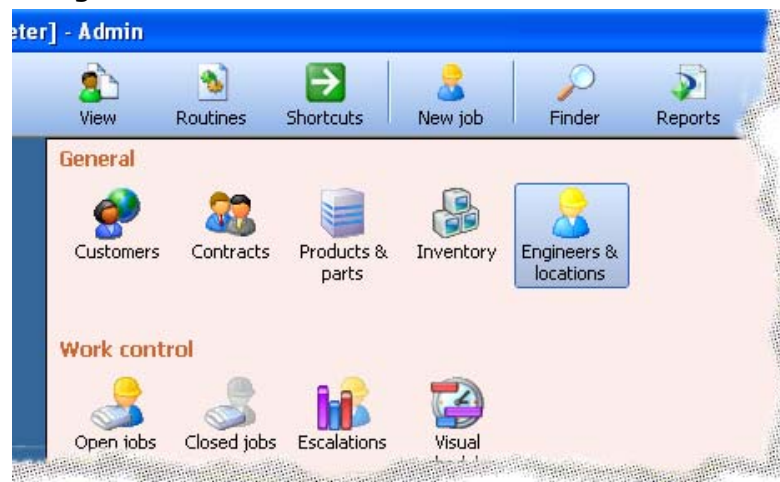 eter] - Admin
View Routines Shortcuts New job Finder Reports
General
Customers Contracts Products & Inventory Engineers &
parts locations
Work control
Open jobs Closed jobs Escalations Visual